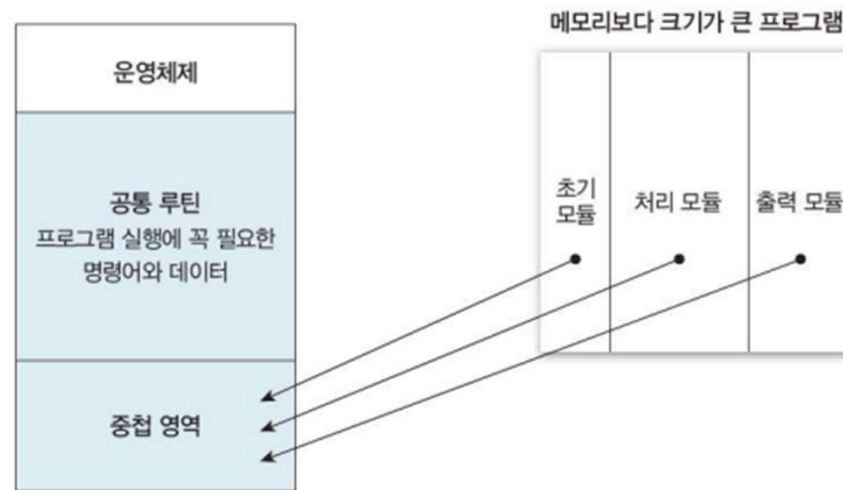 메모리보다 크기가 큰 프로그램
운영체제
공통 루틴
프로그램 실행에 꼭 필요한
명령어와 데이터
중첩 영역
초기
모듈
처리 모듈
출력 모듈